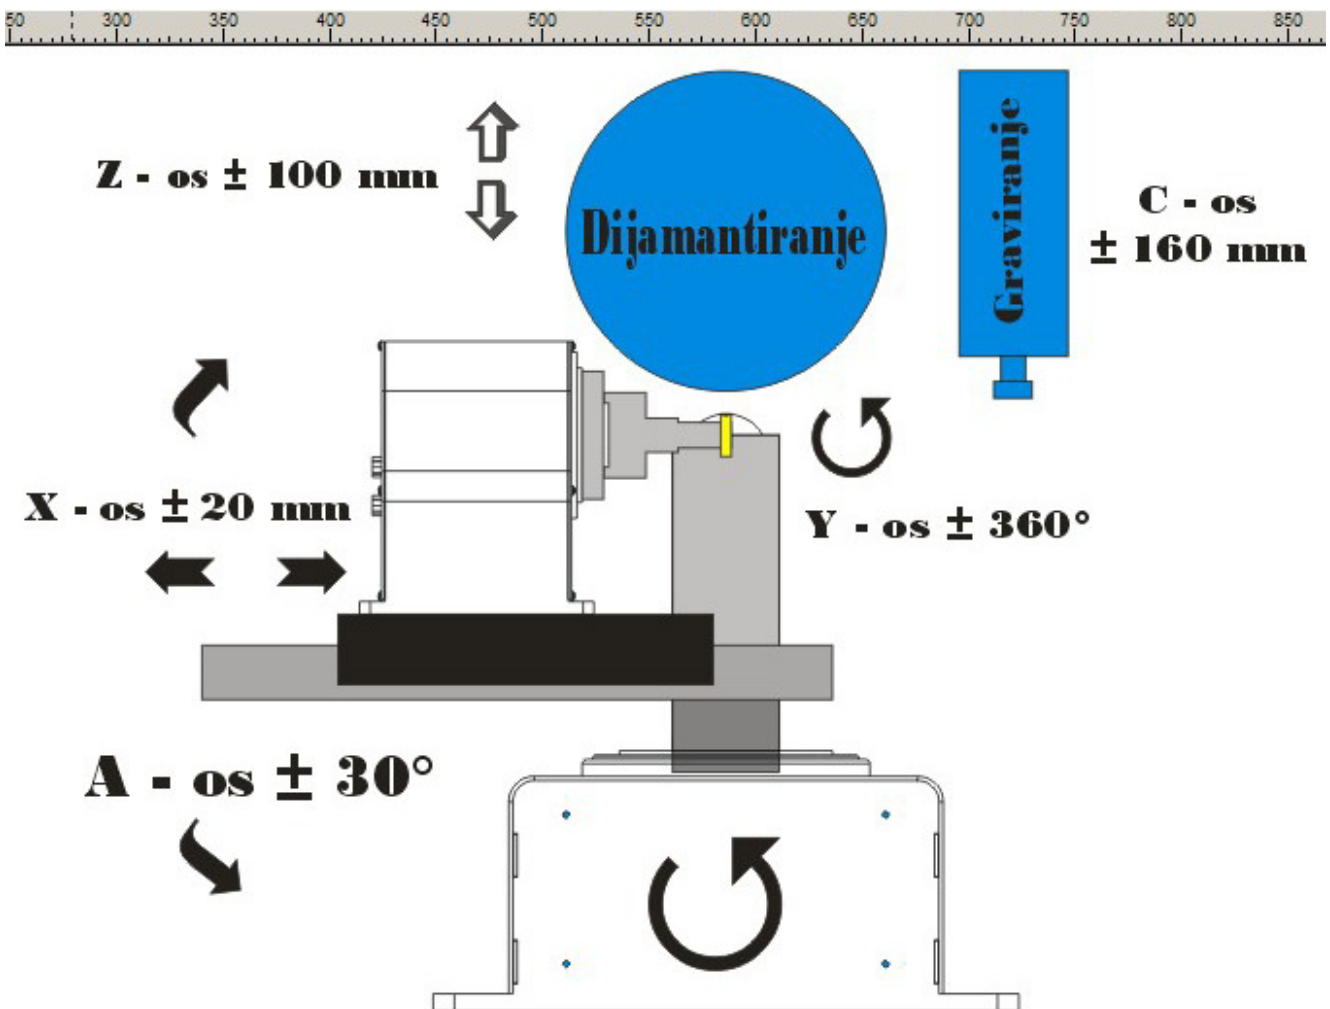 50 300 350 400 450 500 550 600 650 700 750 800 850
Z - os ± 100 mm
Dijamantiranje
Graviranje
C - os
± 160 mm
X - os ± 20 mm
Y - os ± 360°
A - os ± 30°